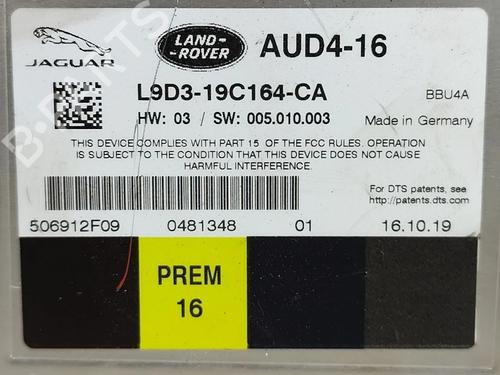 JAGUAR
LAND-
ROVER
AUD4-16
L9D3-19C164-CA
BBU4A
HW: 03 / SW: 005.010.003
Made in Germany
THIS DEVICE COMPLIES WITH PART 15 OF THE FCC RULES. OPERATION
IS SUBJECT TO THE CONDITION THAT THIS DEVICE DOES NOT CAUSE
HARMFUL INTERFERENCE.
For DTS patents, see
http://patents.dts.com
506912F09 0481348 01 16.10.19
PREM
16
B-PARTS